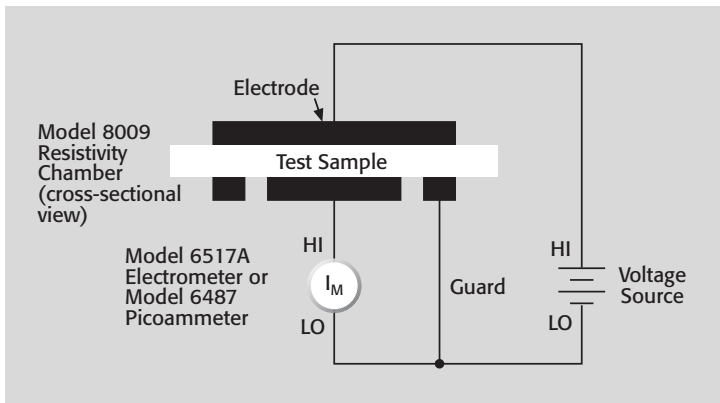 Electrode
Model 8009
Resistivity
Chamber
(cross-sectional
view)
Test Sample
HI
Model 6517A
Electrometer or
Model 6487
Picoammeter
IM
LO
Guard
HI
Voltage
Source
LO